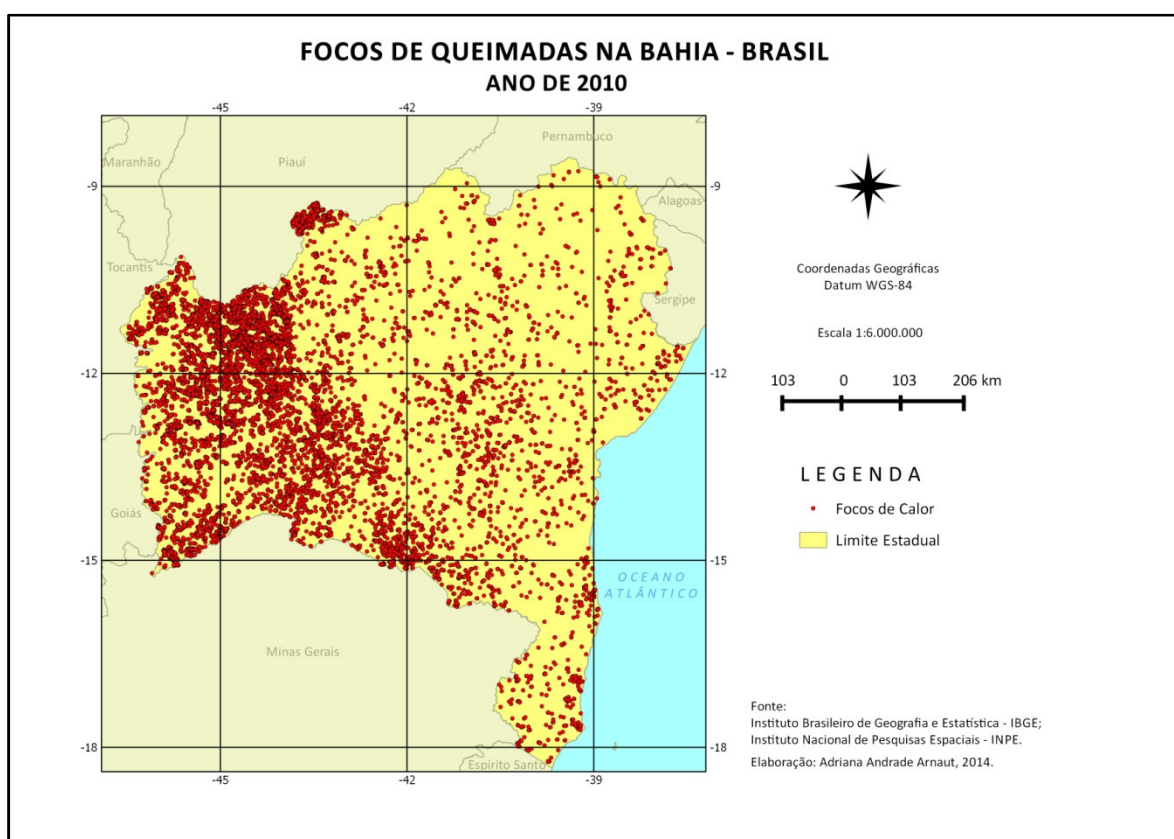 FOCOS DE QUEIMADAS NA BAHIA - BRASIL
ANO DE 2010
-45 -42 -39
Pernambuco
Maranhão Piauí
-9 -9
Alagoas
Tocantis
Sergipe
-12 -12
Goiás
-15 -15
OCEANO
ATLÂNTICO
Minas Gerais
-18 -18
Espírito Santo
-45 -42 -39
Coordenadas Geográficas
Datum WGS-84
Escala 1:6.000.000
103 0 103 206 km
LEGENDA
Focos de Calor
Limite Estadual
Fonte:
Instituto Brasileiro de Geografia e Estatística - IBGE;
Instituto Nacional de Pesquisas Espaciais - INPE.
Elaboração: Adriana Andrade Arnaut, 2014.